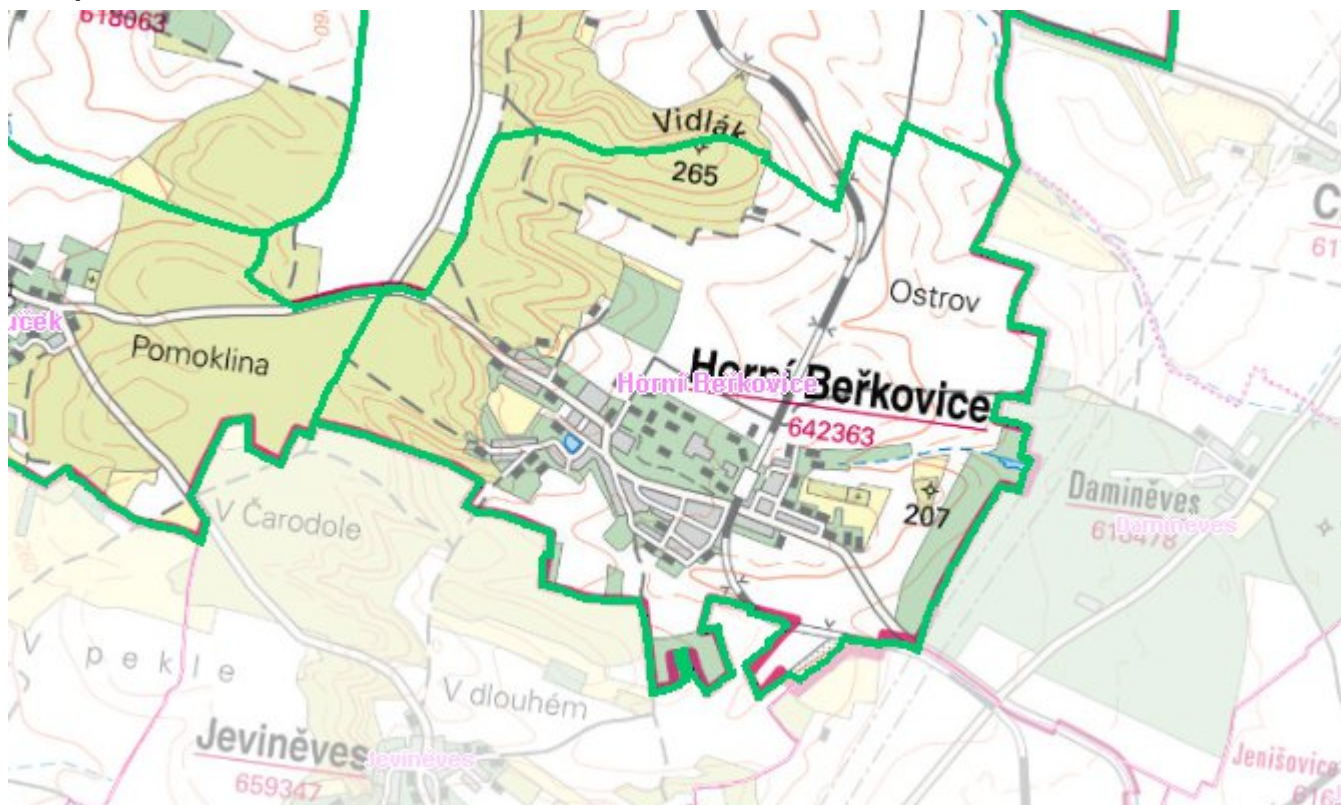 618063
Vidlák
265
Ostrov
Pomoklina
Horní Beřkovice
Horní Beřkovice
642363
207
Daminěves
Daminěves
613478
V Čarodole
V pekle
V dlouhém
Jeviněves
Jeviněves
659347
Jenišovice